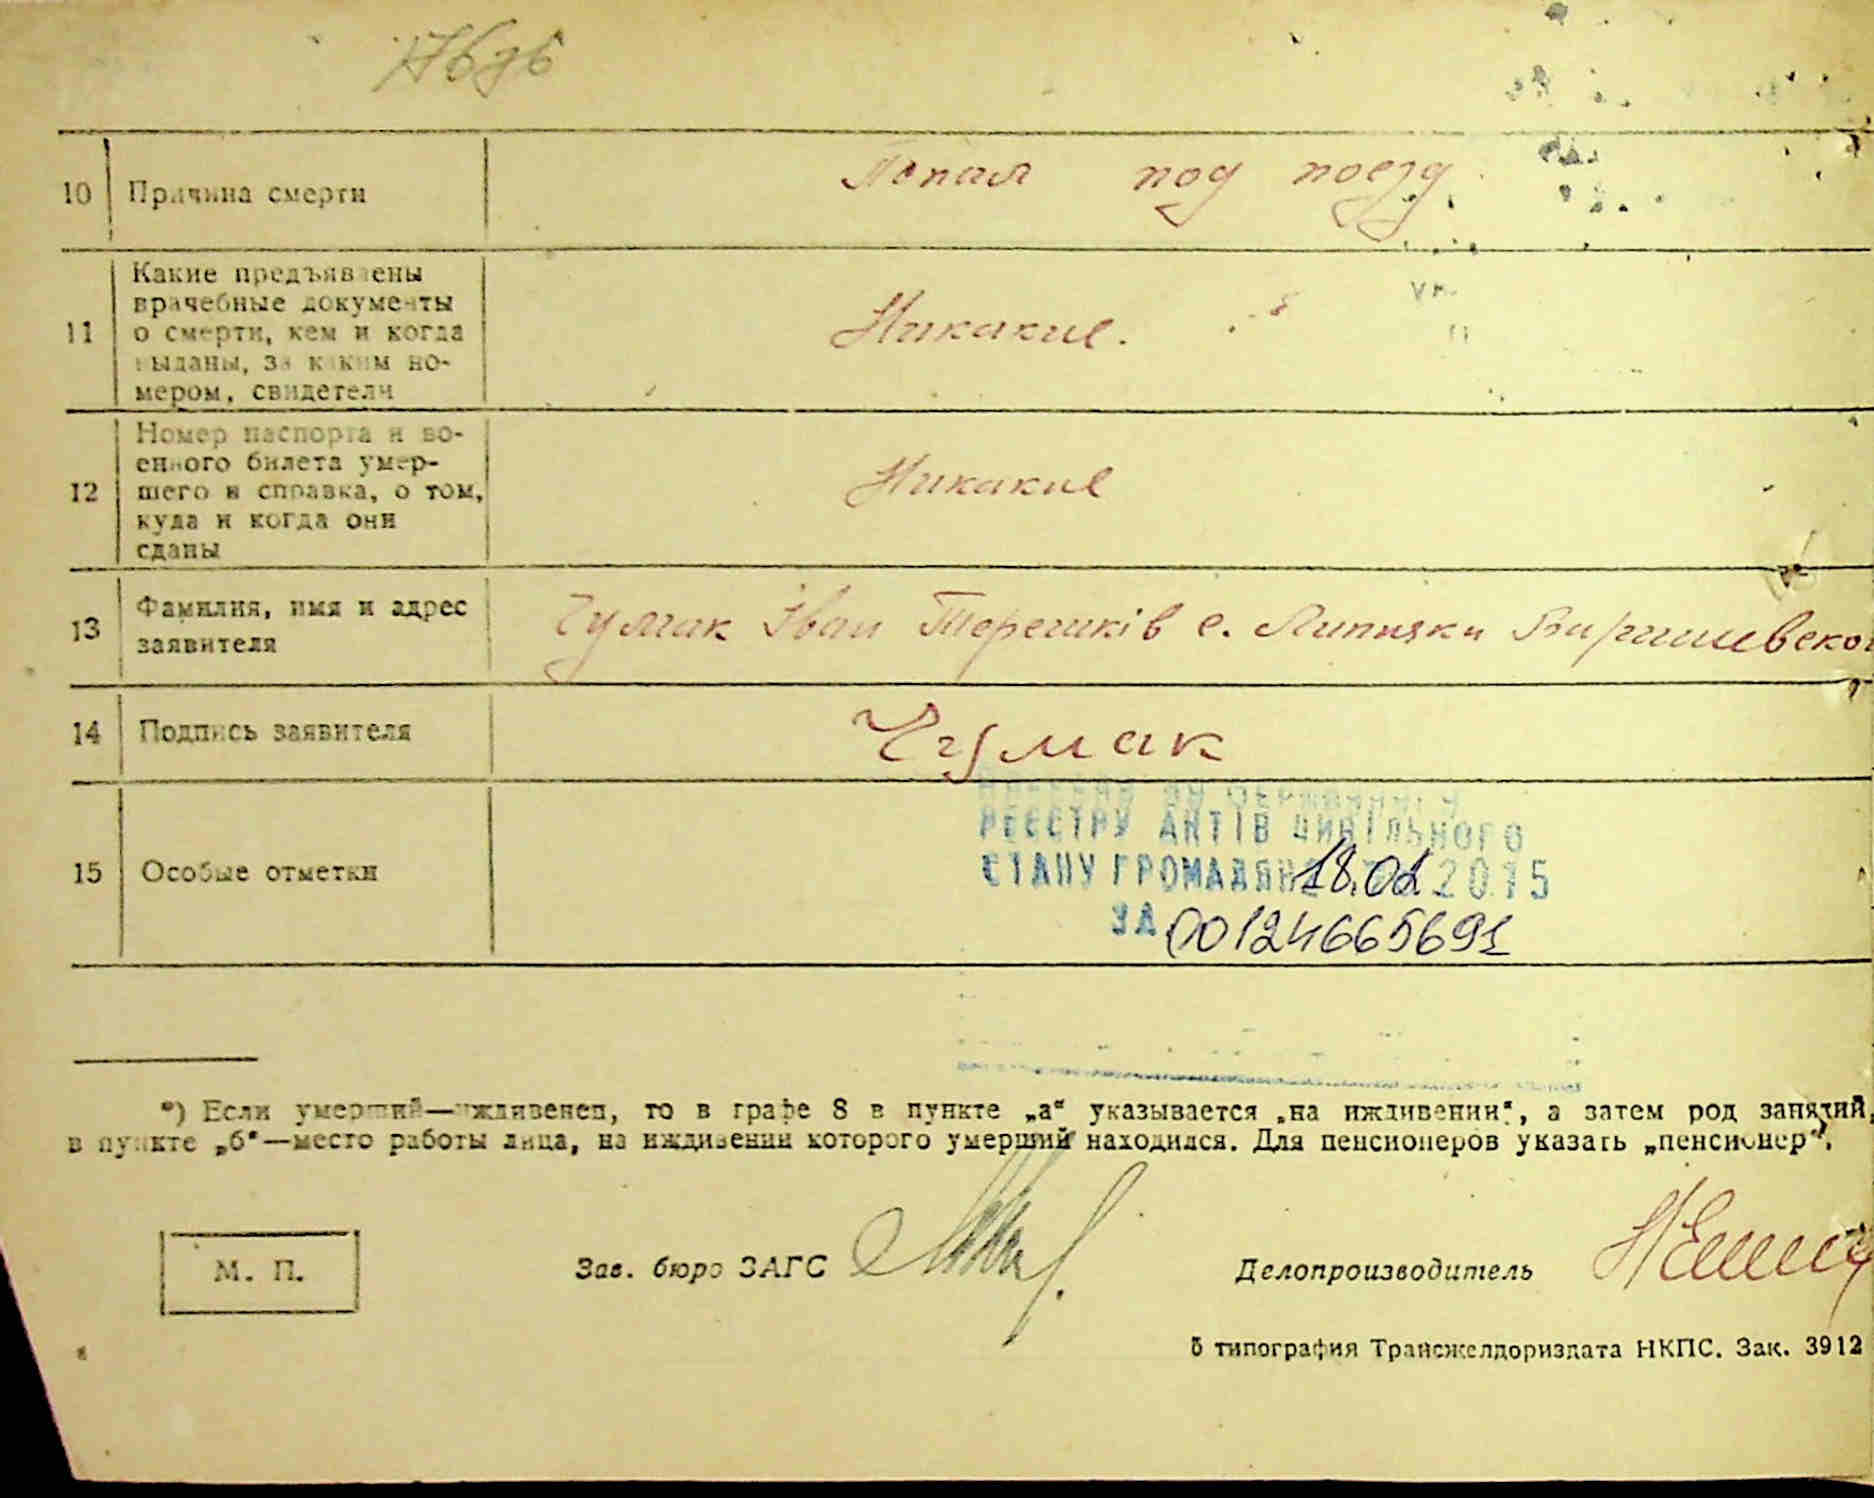 10 Причина смерти Попал под поезд
11 Какие предъявлены
врачебные документы
о смерти, кем и когда
выданы, за каким но-
мером, свидетели
Никакие.
12 Номер паспорта и во-
енного билета умер-
шего и справка, о том,
куда и когда они
сданы
Никакие
13 Фамилия, имя и адрес
заявителя
Чумак Іван Терешків с. Липняки
14 Подпись заявителя Чумак
15 Особые отметки
РЕЄСТРУ АКТІВ ЦИВІЛЬНОГО
СТАНУ ГРОМАДЯН 18.01 2015
ЗА 00124665691
*) Если умерший—иждивенец, то в графе 8 в пункте „а“ указывается „на иждивении“, а затем род занятий,
в пункте „б“—место работы лица, на иждивении которого умерший находился. Для пенсионеров указать „пенсионер“.
М. П.
Зав. бюро ЗАГС
Делопроизводитель
5 типография Трансжелдориздата НКПС. Зак. 3912